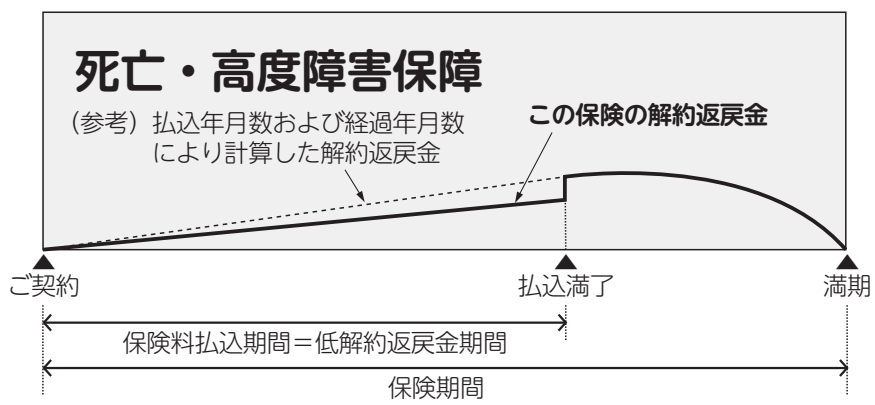 死亡・高度障害保障
(参考) 払込年月数および経過年月数
により計算した解約返戻金
この保険の解約返戻金
ご契約
払込満了
満期
保険料払込期間＝低解約返戻金期間
保険期間